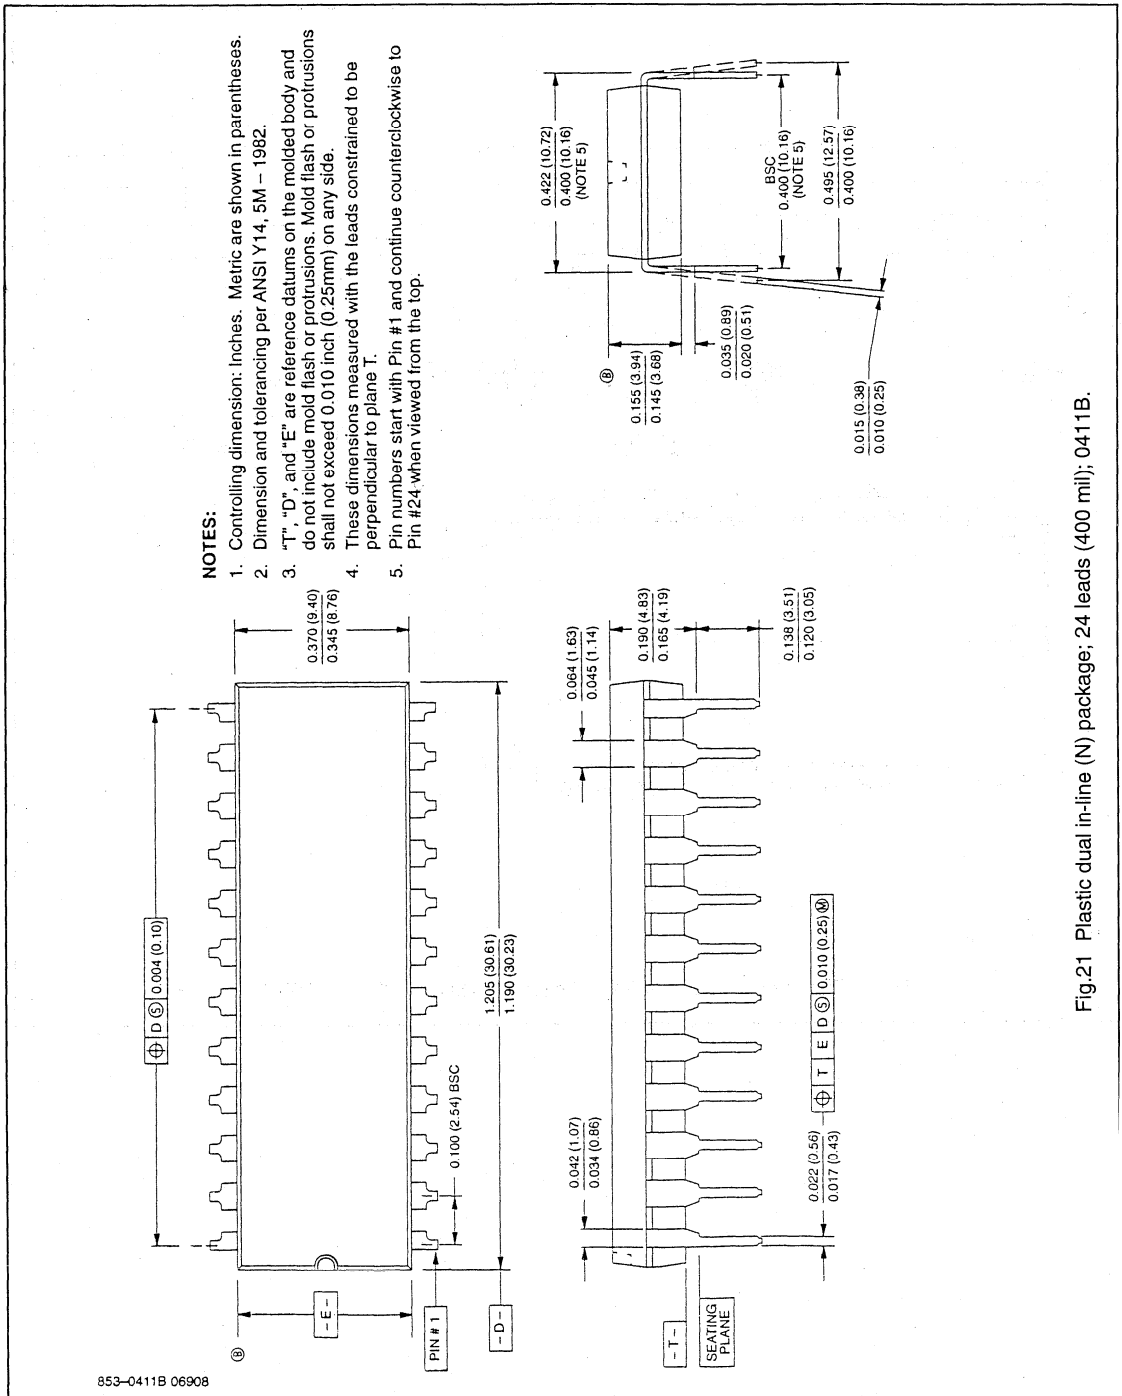 NOTES:
1. Controlling dimension: Inches. Metric are shown in parentheses.
2. Dimension and tolerancing per ANSI Y14, 5M – 1982.
3. "T", "D", and "E" are reference datums on the molded body and
do not include mold flash or protrusions. Mold flash or protrusions
shall not exceed 0.010 inch (0.25mm) on any side.
4. These dimensions measured with the leads constrained to be
perpendicular to plane T.
5. Pin numbers start with Pin #1 and continue counterclockwise to
Pin #24 when viewed from the top.
⌖ D Ⓢ 0.004 (0.10)
0.370 (9.40)
0.345 (8.76)
Ⓑ
- E -
PIN # 1
0.100 (2.54) BSC
- D -
1.205 (30.61)
1.190 (30.23)
0.064 (1.63)
0.045 (1.14)
0.190 (4.83)
0.165 (4.19)
0.138 (3.51)
0.120 (3.05)
0.042 (1.07)
0.034 (0.86)
- T -
SEATING
PLANE
0.022 (0.56)
0.017 (0.43)
⌖ T E D Ⓢ 0.010 (0.25) Ⓜ
0.422 (10.72)
0.400 (10.16)
(NOTE 5)
Ⓑ
0.155 (3.94)
0.145 (3.68)
0.035 (0.89)
0.020 (0.51)
BSC
0.400 (10.16)
(NOTE 5)
0.495 (12.57)
0.400 (10.16)
0.015 (0.38)
0.010 (0.25)
853–0411B 06908
Fig.21 Plastic dual in-line (N) package; 24 leads (400 mil); 0411B.